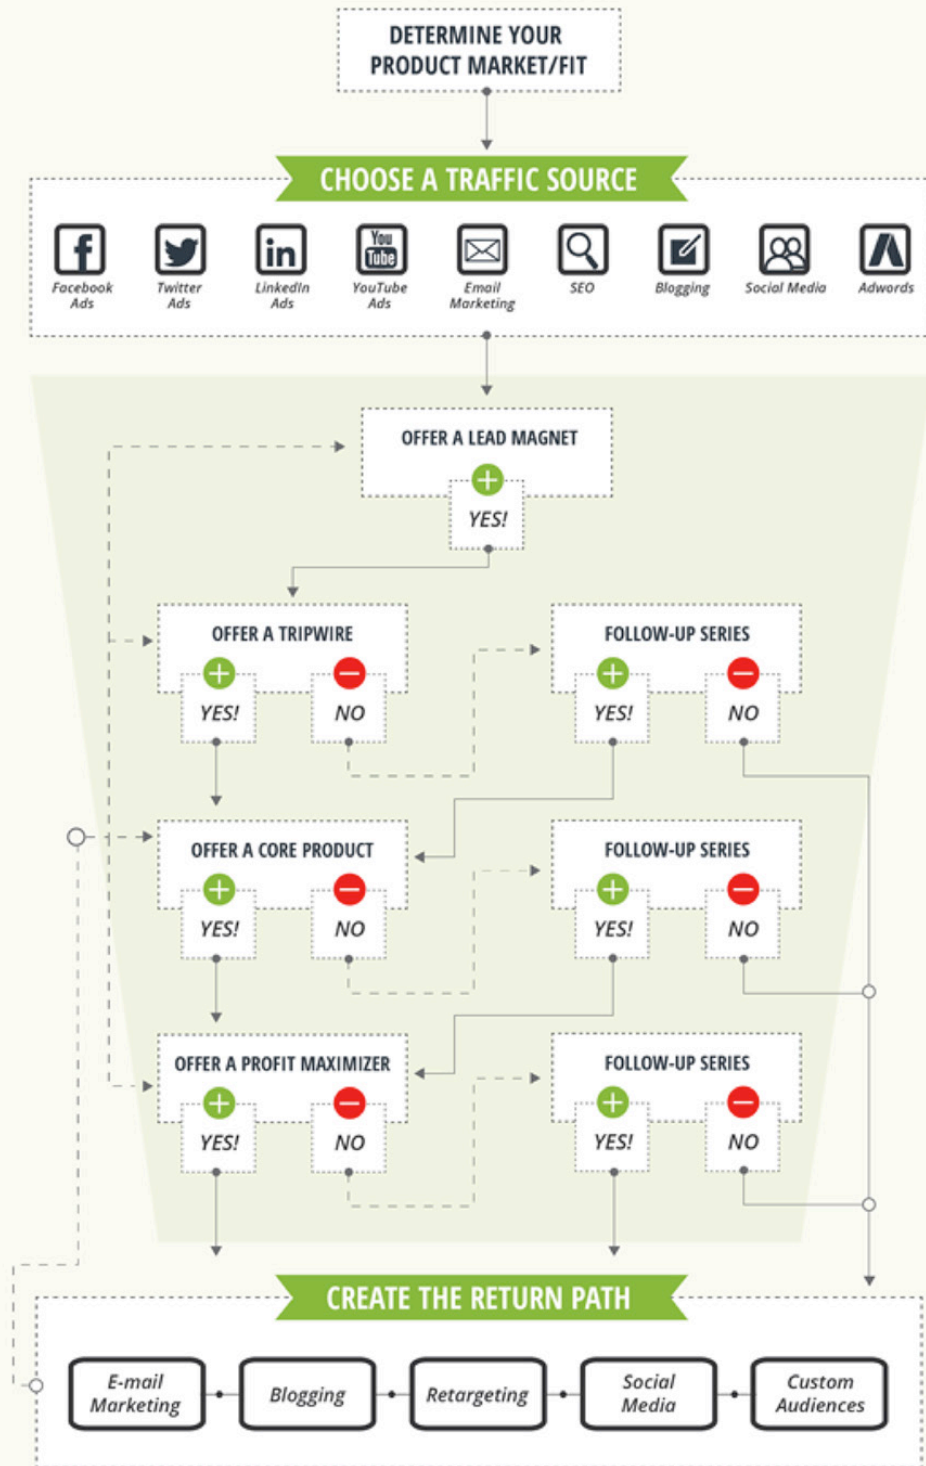 DETERMINE YOUR
PRODUCT MARKET/FIT
CHOOSE A TRAFFIC SOURCE
You
Tube
Facebook
Ads
Twitter
Ads
LinkedIn
Ads
YouTube
Ads
Email
Marketing
SEO
Blogging
Social Media
Adwords
OFFER A LEAD MAGNET
YES!
OFFER A TRIPWIRE
YES!
NO
FOLLOW-UP SERIES
YES!
NO
OFFER A CORE PRODUCT
YES!
NO
FOLLOW-UP SERIES
YES!
NO
OFFER A PROFIT MAXIMIZER
YES!
NO
FOLLOW-UP SERIES
YES!
NO
CREATE THE RETURN PATH
E-mail
Marketing
Blogging
Retargeting
Social
Media
Custom
Audiences